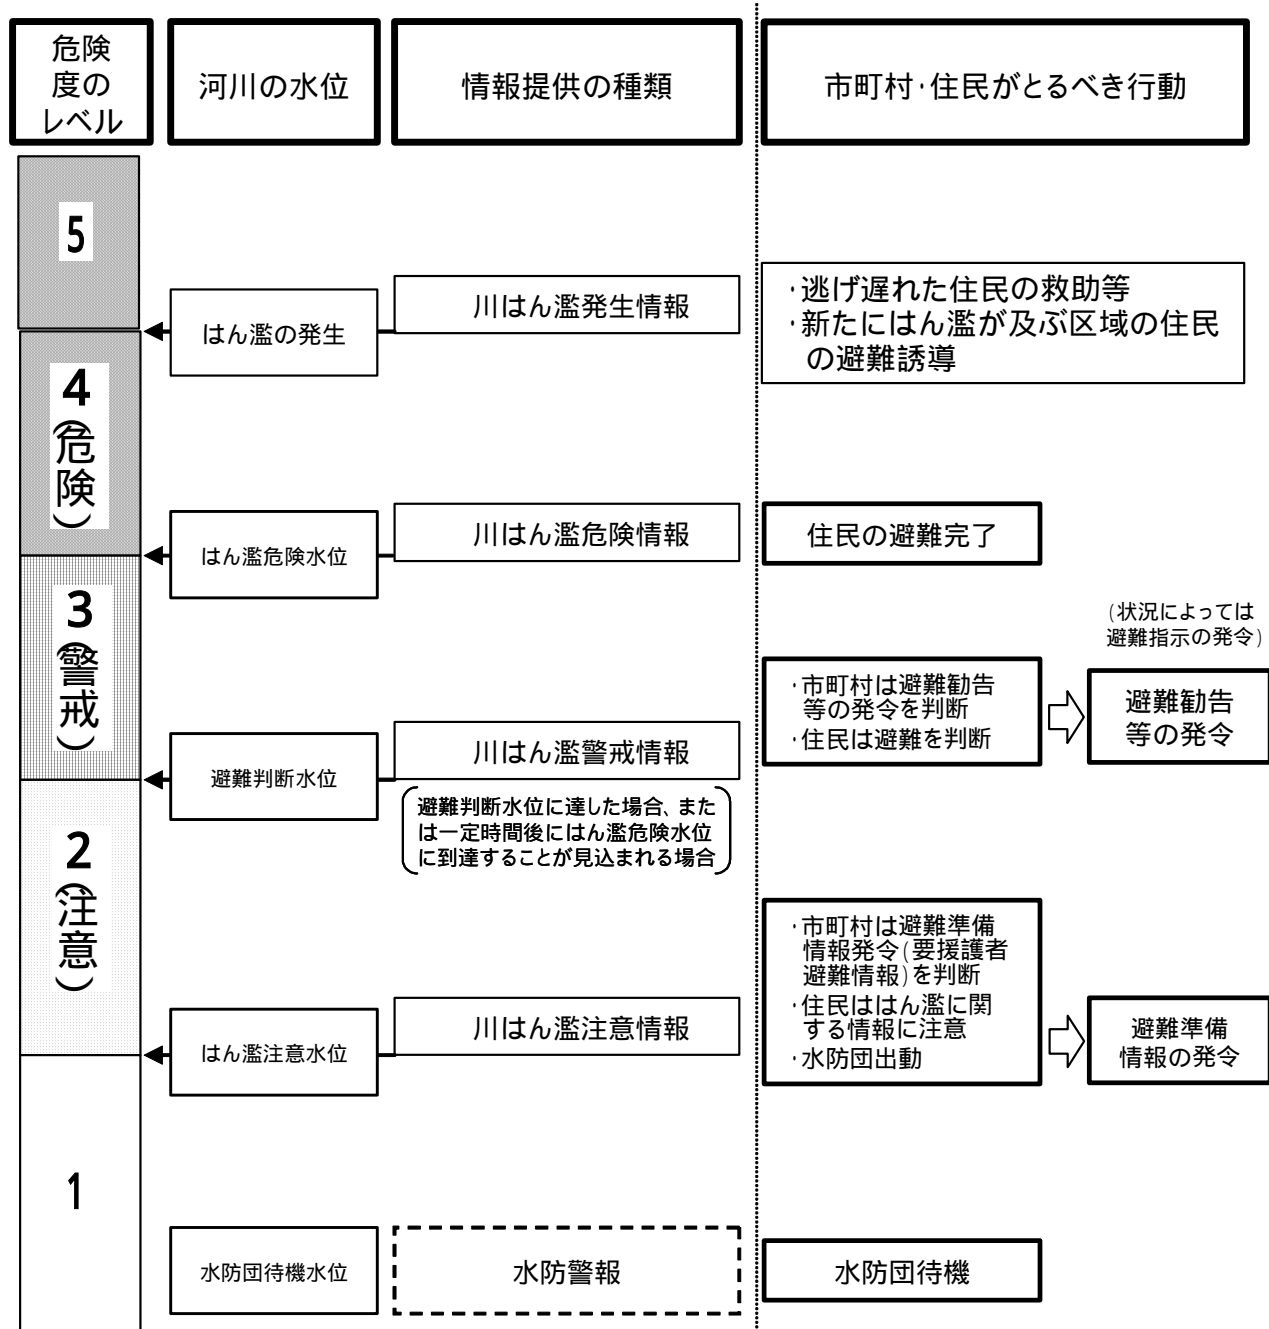 危険
度の
レベル
河川の水位
情報提供の種類
市町村･住民がとるべき行動
5
はん濫の発生
川はん濫発生情報
･逃げ遅れた住民の救助等
･新たにはん濫が及ぶ区域の住民
の避難誘導
4(危険)
はん濫危険水位
川はん濫危険情報
住民の避難完了
3(警戒)
(状況によっては
避難指示の発令)
避難判断水位
川はん濫警戒情報
避難判断水位に達した場合、また
は一定時間後にはん濫危険水位
に到達することが見込まれる場合
･市町村は避難勧告
等の発令を判断
･住民は避難を判断
避難勧告
等の発令
2(注意)
はん濫注意水位
川はん濫注意情報
･市町村は避難準備
情報発令(要援護者
避難情報)を判断
･住民ははん濫に関
する情報に注意
･水防団出動
避難準備
情報の発令
1
水防団待機水位
水防警報
水防団待機